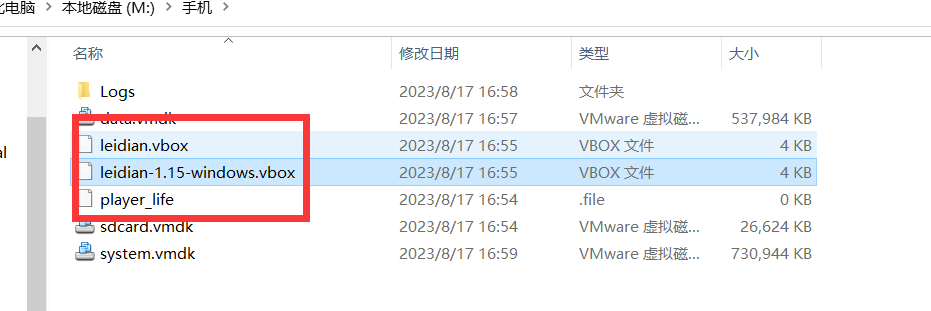 电脑 > 本地磁盘 (M:) > 手机 >
名称 修改日期 类型 大小
Logs 2023/8/17 16:58 文件夹
data.vmdk 2023/8/17 16:57 VMware 虚拟磁... 537,984 KB
leidian.vbox 2023/8/17 16:55 VBOX 文件 4 KB
leidian-1.15-windows.vbox 2023/8/17 16:55 VBOX 文件 4 KB
player_life 2023/8/17 16:54 .file 0 KB
sdcard.vmdk 2023/8/17 16:54 VMware 虚拟磁... 26,624 KB
system.vmdk 2023/8/17 16:59 VMware 虚拟磁... 730,944 KB